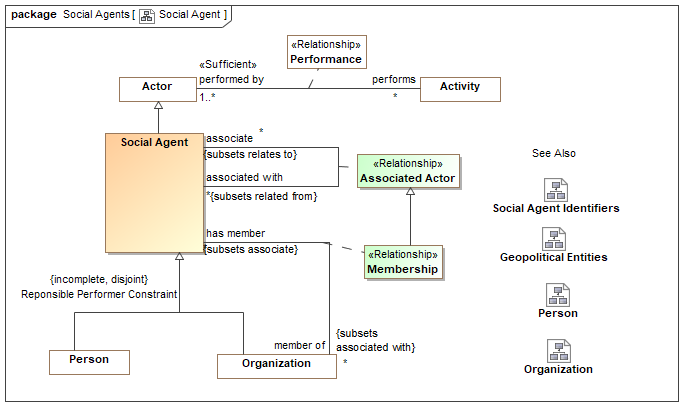 package Social Agents [ Social Agent ]
«Relationship»
Performance
«Sufficient»
performed by
performs
Actor
1..*
*
Activity
Social Agent
associate
*
{subsets relates to}
associated with
*{subsets related from}
«Relationship»
Associated Actor
See Also
Social Agent Identifiers
has member
*
{subsets associate}
«Relationship»
Membership
Geopolitical Entities
{incomplete, disjoint}
Reponsible Performer Constraint
Person
{subsets
associated with}
member of
*
Person
Organization
Organization